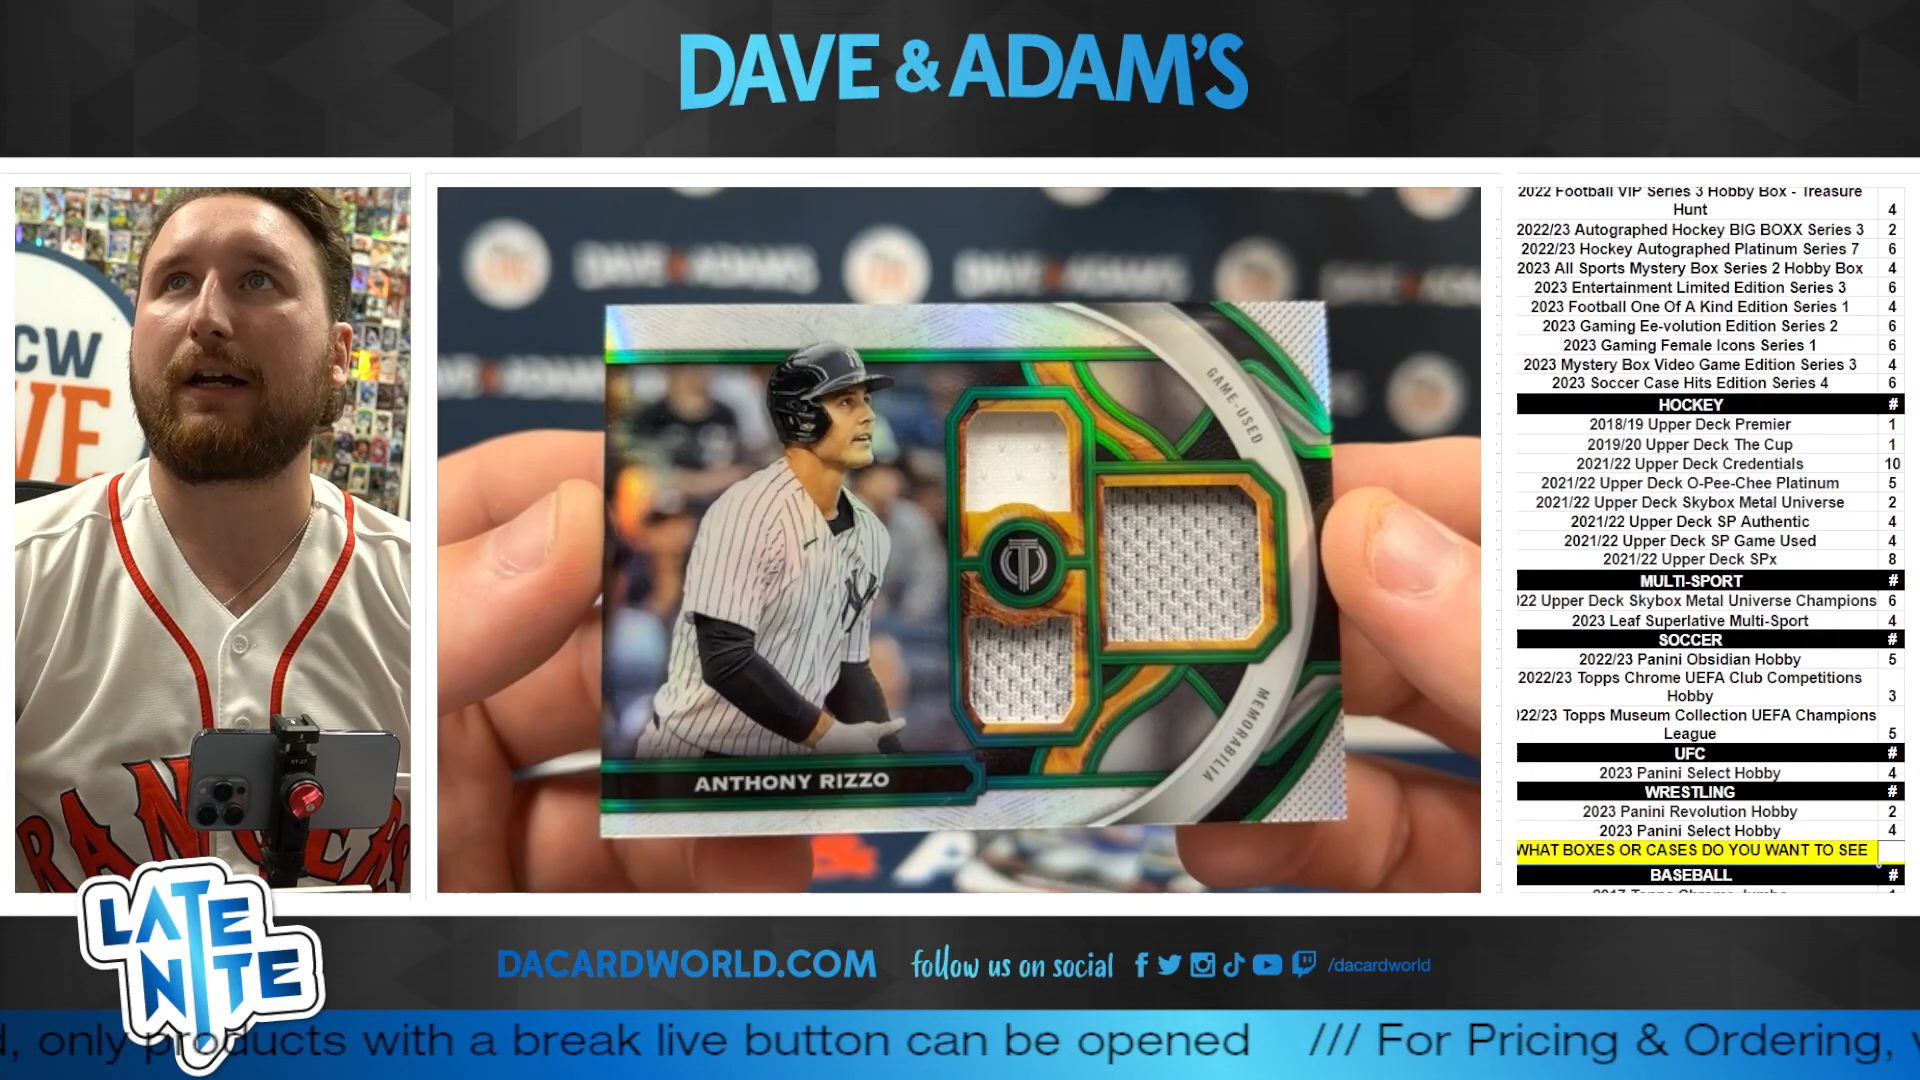 DAVE & ADAM'S
CW
VE
RANGERS
DAVE ADAMS
DAVE ADAMS
GAME-USED
MEMORABILIA
ANTHONY RIZZO
2022 Football VIP Series 3 Hobby Box - Treasure
Hunt 4
2022/23 Autographed Hockey BIG BOXX Series 3 2
2022/23 Hockey Autographed Platinum Series 7 6
2023 All Sports Mystery Box Series 2 Hobby Box 4
2023 Entertainment Limited Edition Series 3 6
2023 Football One Of A Kind Edition Series 1 4
2023 Gaming Ee-volution Edition Series 2 6
2023 Gaming Female Icons Series 1 6
2023 Mystery Box Video Game Edition Series 3 4
2023 Soccer Case Hits Edition Series 4 6
HOCKEY #
2018/19 Upper Deck Premier 1
2019/20 Upper Deck The Cup 1
2021/22 Upper Deck Credentials 10
2021/22 Upper Deck O-Pee-Chee Platinum 5
2021/22 Upper Deck Skybox Metal Universe 2
2021/22 Upper Deck SP Authentic 4
2021/22 Upper Deck SP Game Used 4
2021/22 Upper Deck SPx 8
MULTI-SPORT #
22 Upper Deck Skybox Metal Universe Champions 6
2023 Leaf Superlative Multi-Sport 4
SOCCER #
2022/23 Panini Obsidian Hobby 5
2022/23 Topps Chrome UEFA Club Competitions
Hobby 3
22/23 Topps Museum Collection UEFA Champions
League 5
UFC #
2023 Panini Select Hobby 4
WRESTLING #
2023 Panini Revolution Hobby 2
2023 Panini Select Hobby 4
WHAT BOXES OR CASES DO YOU WANT TO SEE
BASEBALL #
LATE
NITE
DACARDWORLD.COM follow us on social /dacardworld
d, only products with a break live button can be opened /// For Pricing & Ordering,